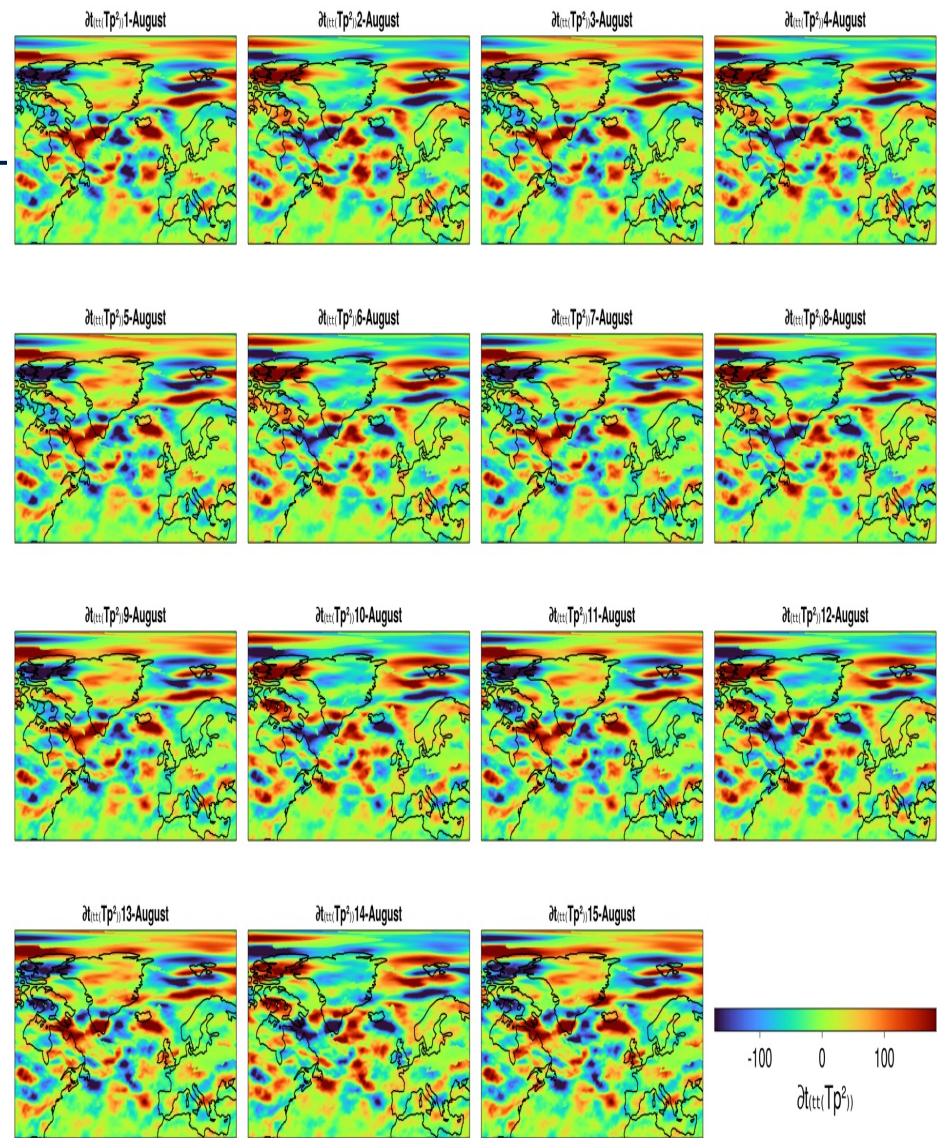 ∂t(tt(Tp²))1-August
∂t(tt(Tp²))2-August
∂t(tt(Tp²))3-August
∂t(tt(Tp²))4-August
∂t(tt(Tp²))5-August
∂t(tt(Tp²))6-August
∂t(tt(Tp²))7-August
∂t(tt(Tp²))8-August
∂t(tt(Tp²))9-August
∂t(tt(Tp²))10-August
∂t(tt(Tp²))11-August
∂t(tt(Tp²))12-August
∂t(tt(Tp²))13-August
∂t(tt(Tp²))14-August
∂t(tt(Tp²))15-August
-100 0 100
∂t(tt(Tp²))